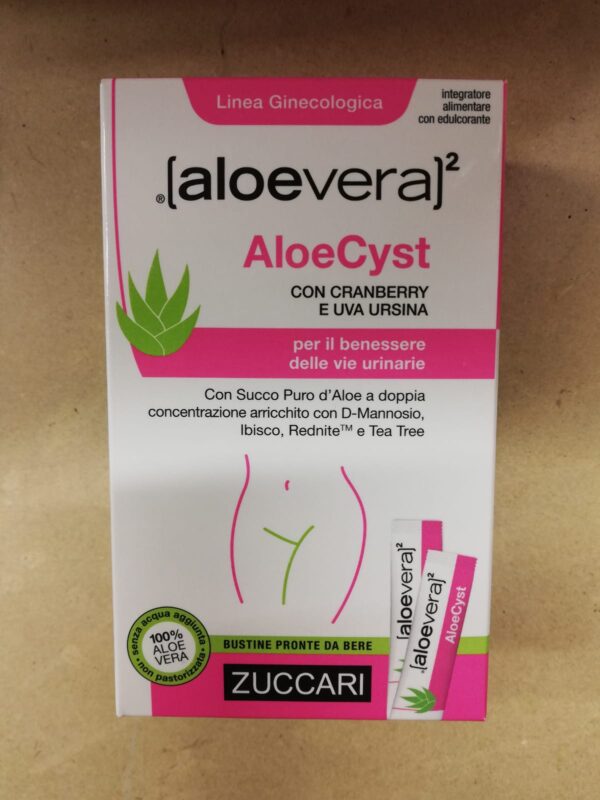 Linea Ginecologica
integratore
alimentare
con edulcorante
®[aloevera]²
AloeCyst
CON CRANBERRY
E UVA URSINA
per il benessere
delle vie urinarie
Con Succo Puro d'Aloe a doppia
concentrazione arricchito con D-Mannosio,
Ibisco, Rednite™ e Tea Tree
[aloevera]²
®[aloevera]²
AloeCyst
senza acqua aggiunta
100%
ALOE
VERA
non pastorizzata
BUSTINE PRONTE DA BERE
ZUCCARI